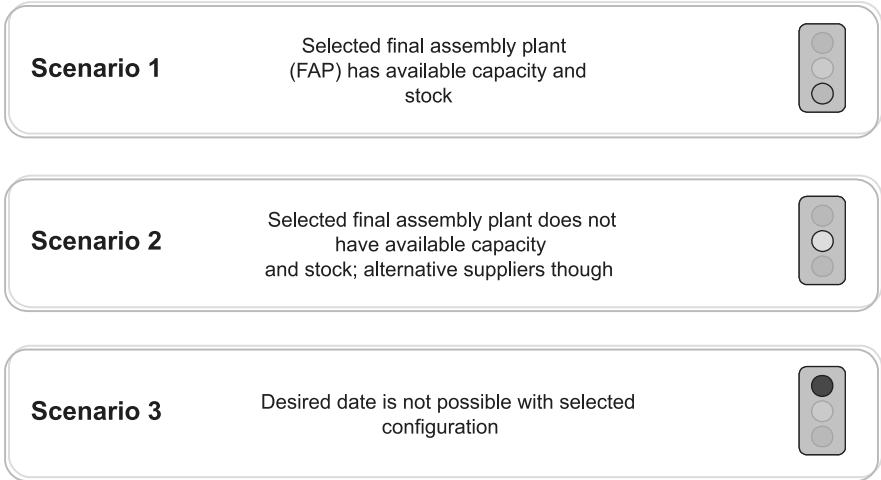 Scenario 1
Selected final assembly plant
(FAP) has available capacity and
stock
Scenario 2
Selected final assembly plant does not
have available capacity
and stock; alternative suppliers though
Scenario 3
Desired date is not possible with selected
configuration